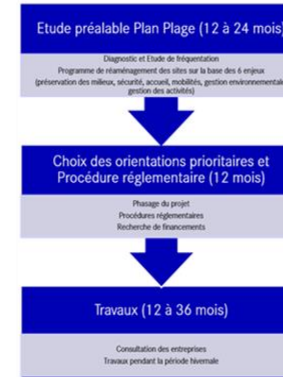 Etude préalable Plan Plage (12 à 24 mois)
Diagnostic et Etude de fréquentation
Programme de réaménagement des sites sur la base des 6 enjeux
(préservation des milieux, sécurité, accueil, mobilités, gestion environnementale
gestion des activités)
Choix des orientations prioritaires et
Procédure réglementaire (12 mois)
Phasage du projet
Procédures réglementaires
Recherche de financements
Travaux (12 à 36 mois)
Consultation des entreprises
Travaux pendant la période hivernale